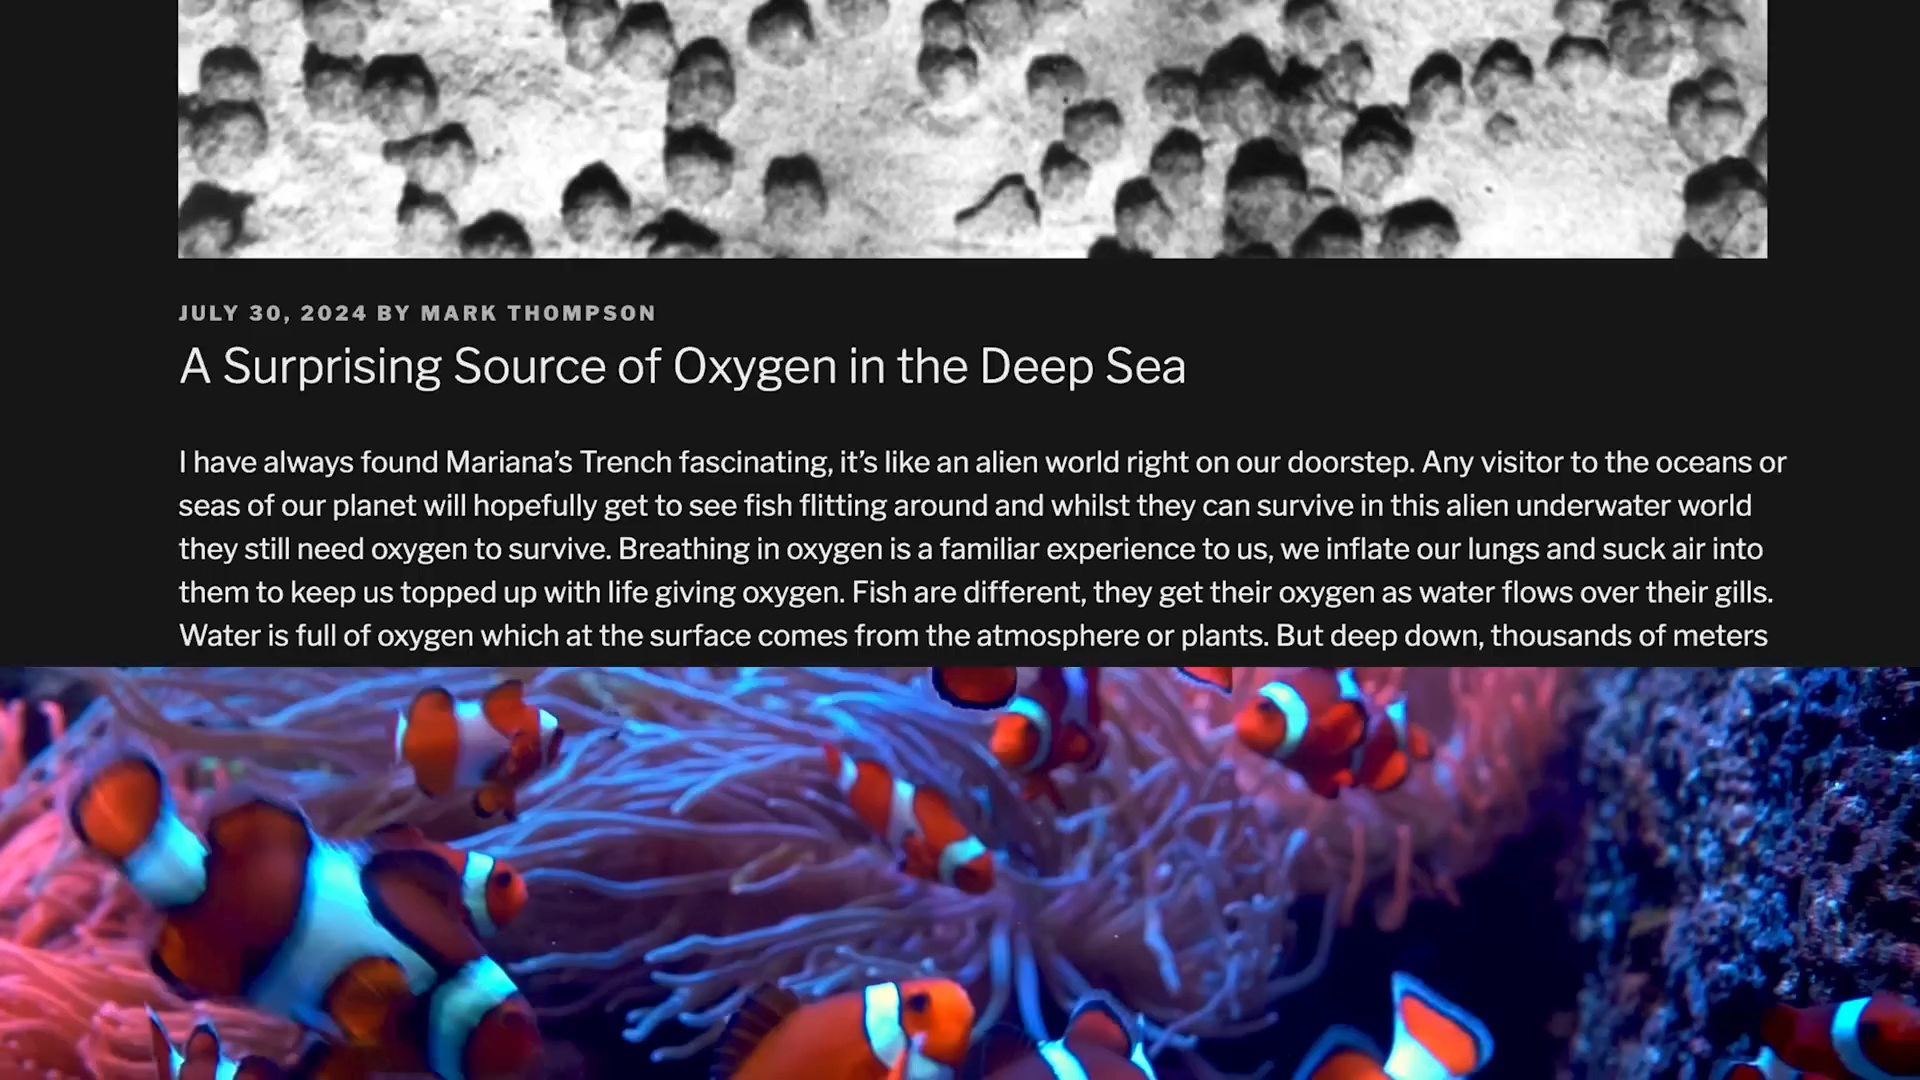 JULY 30, 2024 BY MARK THOMPSON
A Surprising Source of Oxygen in the Deep Sea
I have always found Mariana’s Trench fascinating, it’s like an alien world right on our doorstep. Any visitor to the oceans or
seas of our planet will hopefully get to see fish flitting around and whilst they can survive in this alien underwater world
they still need oxygen to survive. Breathing in oxygen is a familiar experience to us, we inflate our lungs and suck air into
them to keep us topped up with life giving oxygen. Fish are different, they get their oxygen as water flows over their gills.
Water is full of oxygen which at the surface comes from the atmosphere or plants. But deep down, thousands of meters